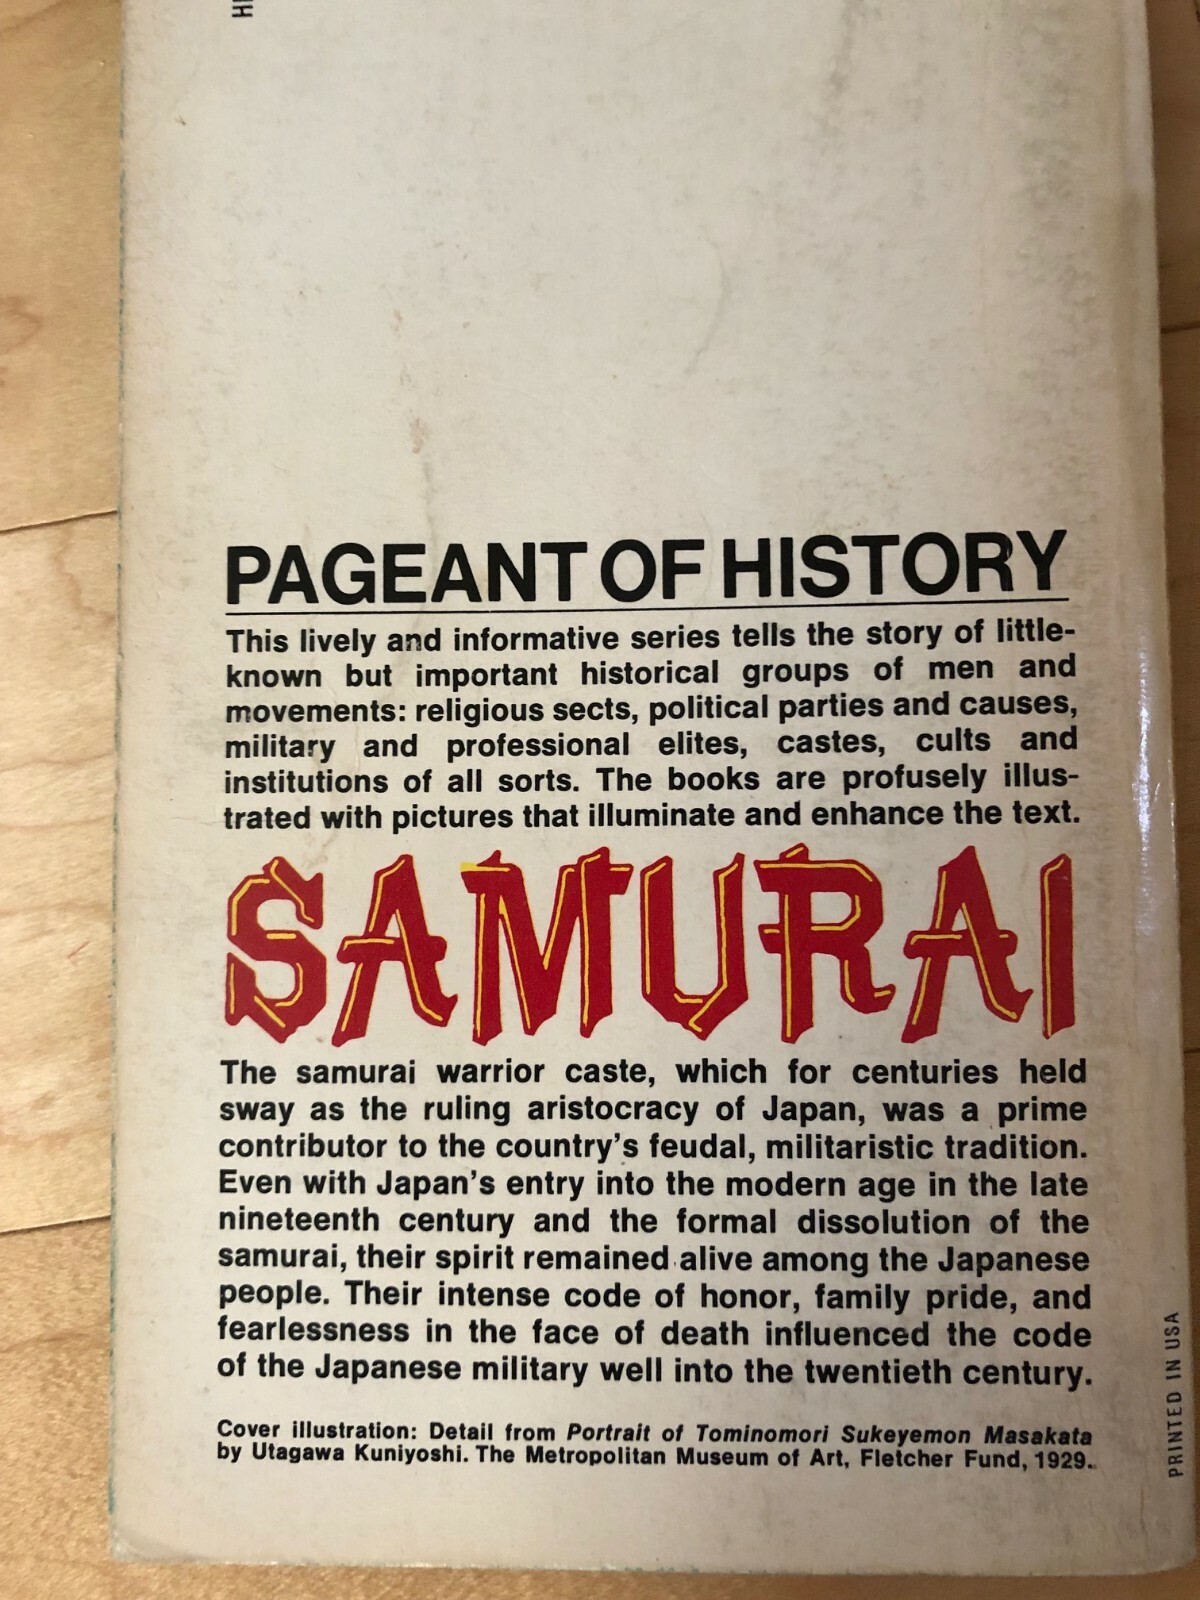 PAGEANT OF HISTORY
This lively and informative series tells the story of little-
known but important historical groups of men and
movements: religious sects, political parties and causes,
military and professional elites, castes, cults and
institutions of all sorts. The books are profusely illus-
trated with pictures that illuminate and enhance the text.
SAMURAI
The samurai warrior caste, which for centuries held
sway as the ruling aristocracy of Japan, was a prime
contributor to the country's feudal, militaristic tradition.
Even with Japan's entry into the modern age in the late
nineteenth century and the formal dissolution of the
samurai, their spirit remained alive among the Japanese
people. Their intense code of honor, family pride, and
fearlessness in the face of death influenced the code
of the Japanese military well into the twentieth century.
Cover illustration: Detail from Portrait of Tominomori Sukeyemon Masakata
by Utagawa Kuniyoshi. The Metropolitan Museum of Art, Fletcher Fund, 1929.
PRINTED IN USA